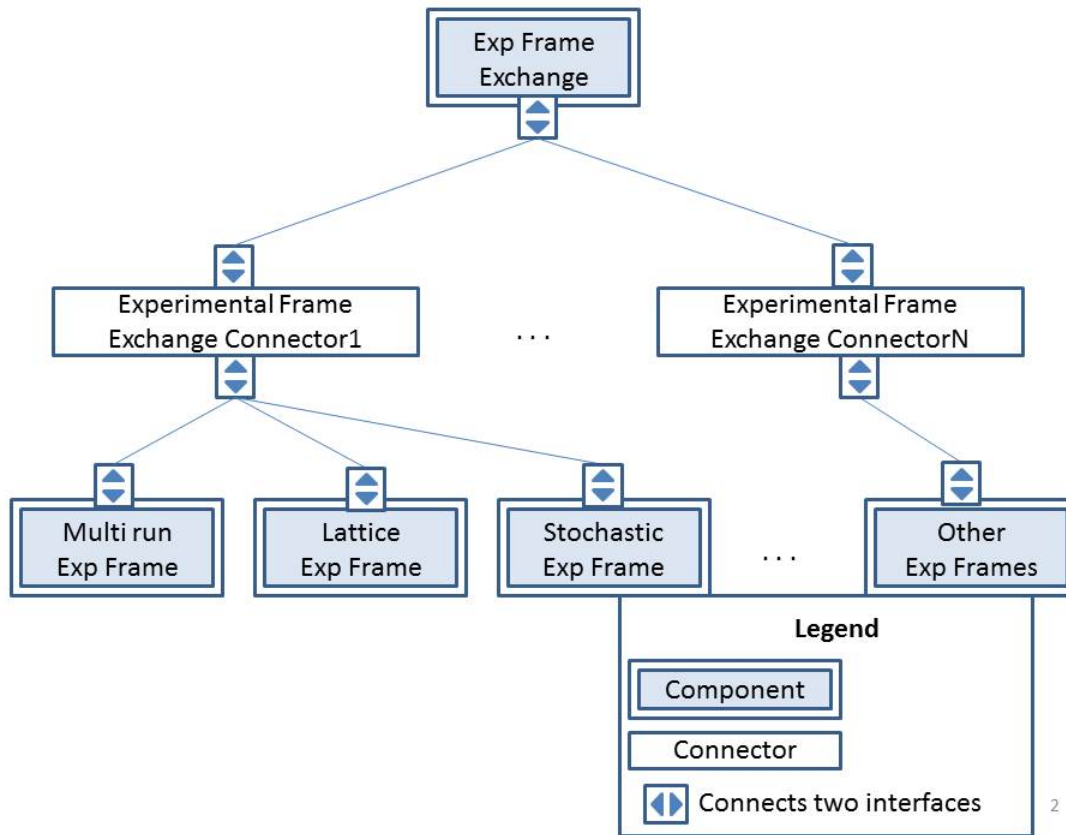 Exp Frame
Exchange
Experimental Frame
Exchange Connector1
. . .
Experimental Frame
Exchange ConnectorN
Multi run
Exp Frame
Lattice
Exp Frame
Stochastic
Exp Frame
. . .
Other
Exp Frames
Legend
Component
Connector
Connects two interfaces
2